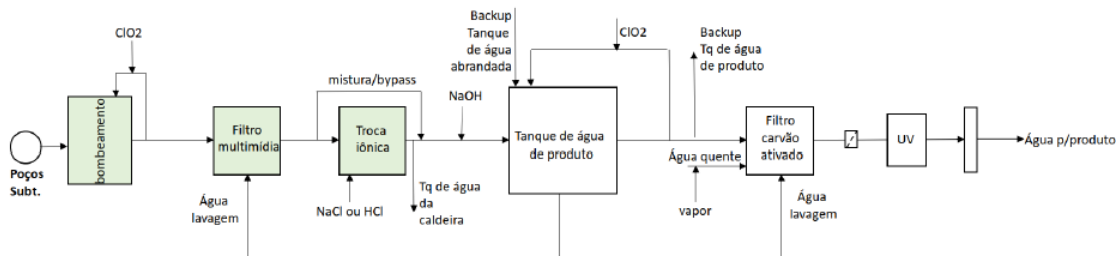 ClO2
bombeamento
Poços
Subt.
Filtro
multimídia
Água
lavagem
mistura/bypass
Troca
iônica
NaCl ou HCl
Tq de água
da
caldeira
NaOH
Backup
Tanque
de água
abrandada
ClO2
Tanque de água
de produto
Backup
Tq de água
de produto
Água quente
vapor
Filtro
carvão
ativado
Água
lavagem
UV
Água p/produto